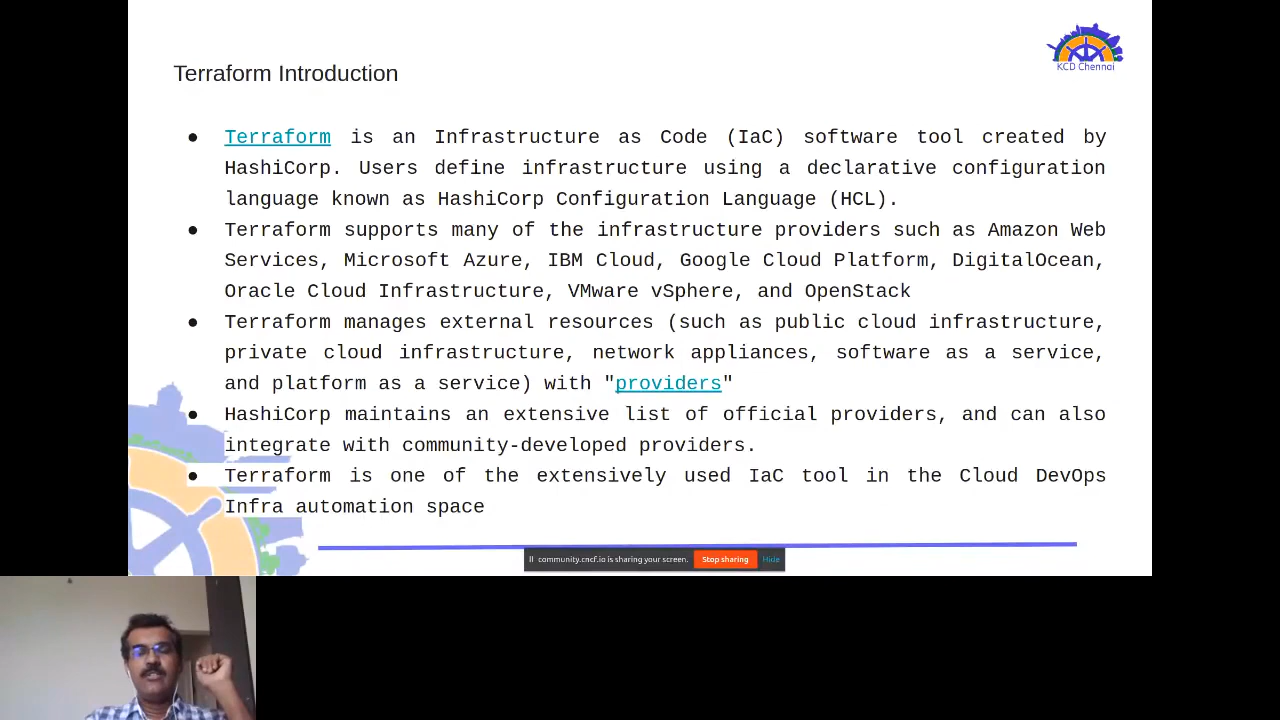 KCD Chennai
Terraform Introduction
● Terraform is an Infrastructure as Code (IaC) software tool created by
HashiCorp. Users define infrastructure using a declarative configuration
language known as HashiCorp Configuration Language (HCL).
● Terraform supports many of the infrastructure providers such as Amazon Web
Services, Microsoft Azure, IBM Cloud, Google Cloud Platform, DigitalOcean,
Oracle Cloud Infrastructure, VMware vSphere, and OpenStack
● Terraform manages external resources (such as public cloud infrastructure,
private cloud infrastructure, network appliances, software as a service,
and platform as a service) with "providers"
● HashiCorp maintains an extensive list of official providers, and can also
integrate with community-developed providers.
● Terraform is one of the extensively used IaC tool in the Cloud DevOps
Infra automation space
community.cncf.io is sharing your screen. Stop sharing Hide